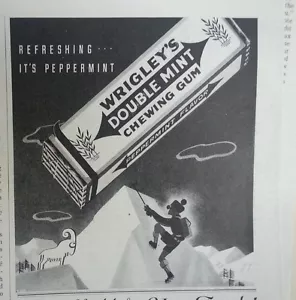 REFRESHING ···
IT'S PEPPERMINT
WRIGLEY'S
DOUBLE MINT
CHEWING GUM
PEPPERMINT FLAVOR